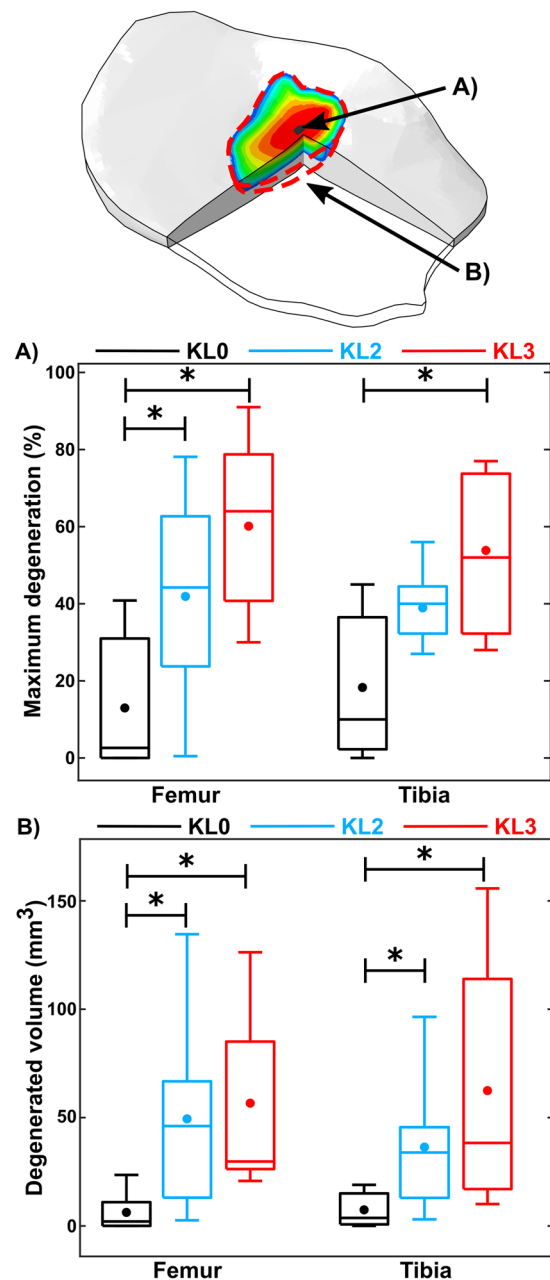 A)
B)
A) KL0 KL2 KL3
Maximum degeneration (%)
100
80
60
40
20
0
* * *
Femur Tibia
B) KL0 KL2 KL3
Degenerated volume (mm³)
150
100
50
0
* * * *
Femur Tibia